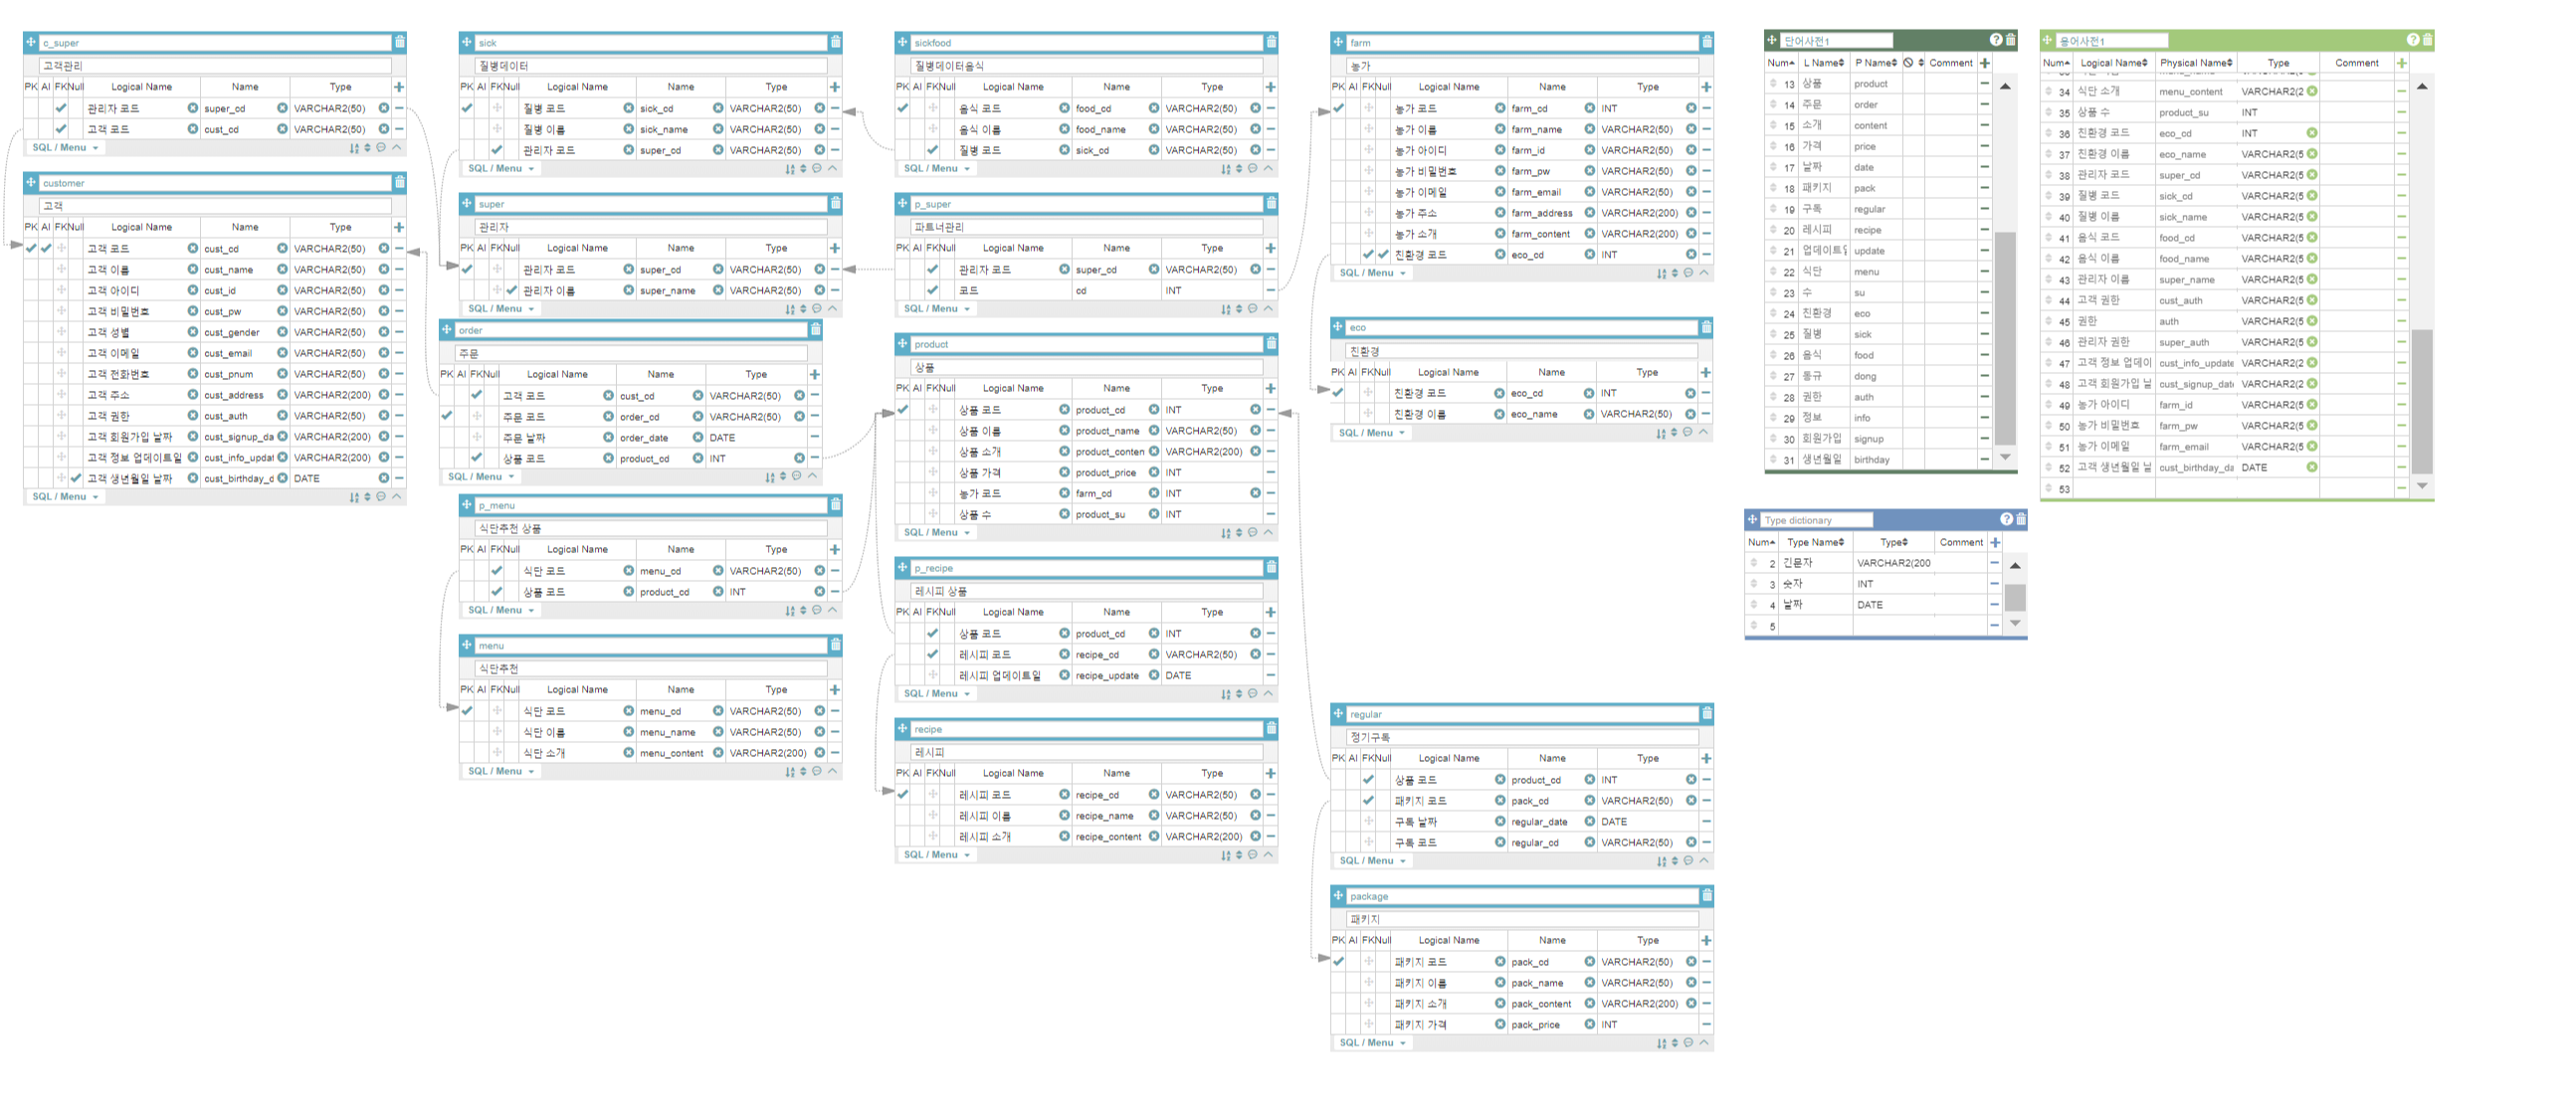 c_super
고객관리
PK AI FK Null Logical Name Name Type
관리자 코드 super_cd VARCHAR2(50)
고객 코드 cust_cd VARCHAR2(50)
SQL / Menu
customer
고객
PK AI FK Null Logical Name Name Type
고객 코드 cust_cd VARCHAR2(50)
고객 이름 cust_name VARCHAR2(50)
고객 아이디 cust_id VARCHAR2(50)
고객 비밀번호 cust_pw VARCHAR2(50)
고객 성별 cust_gender VARCHAR2(50)
고객 이메일 cust_email VARCHAR2(50)
고객 전화번호 cust_pnum VARCHAR2(50)
고객 주소 cust_address VARCHAR2(200)
고객 권한 cust_auth VARCHAR2(50)
고객 회원가입 날짜 cust_signup_da VARCHAR2(200)
고객 정보 업데이트일 cust_info_updat VARCHAR2(200)
고객 생년월일 날짜 cust_birthday_d DATE
SQL / Menu
sick
질병데이터
PK AI FK Null Logical Name Name Type
질병 코드 sick_cd VARCHAR2(50)
질병 이름 sick_name VARCHAR2(50)
관리자 코드 super_cd VARCHAR2(50)
SQL / Menu
super
관리자
PK AI FK Null Logical Name Name Type
관리자 코드 super_cd VARCHAR2(50)
관리자 이름 super_name VARCHAR2(50)
SQL / Menu
order
주문
PK AI FK Null Logical Name Name Type
고객 코드 cust_cd VARCHAR2(50)
주문 코드 order_cd VARCHAR2(50)
주문 날짜 order_date DATE
상품 코드 product_cd INT
SQL / Menu
p_menu
식단추천 상품
PK AI FK Null Logical Name Name Type
식단 코드 menu_cd VARCHAR2(50)
상품 코드 product_cd INT
SQL / Menu
menu
식단추천
PK AI FK Null Logical Name Name Type
식단 코드 menu_cd VARCHAR2(50)
식단 이름 menu_name VARCHAR2(50)
식단 소개 menu_content VARCHAR2(200)
SQL / Menu
sickfood
질병데이터음식
PK AI FK Null Logical Name Name Type
음식 코드 food_cd VARCHAR2(50)
음식 이름 food_name VARCHAR2(50)
질병 코드 sick_cd VARCHAR2(50)
SQL / Menu
p_super
파트너관리
PK AI FK Null Logical Name Name Type
관리자 코드 super_cd VARCHAR2(50)
코드 cd INT
SQL / Menu
product
상품
PK AI FK Null Logical Name Name Type
상품 코드 product_cd INT
상품 이름 product_name VARCHAR2(50)
상품 소개 product_conten VARCHAR2(200)
상품 가격 product_price INT
농가 코드 farm_cd INT
상품 수 product_su INT
SQL / Menu
p_recipe
레시피 상품
PK AI FK Null Logical Name Name Type
상품 코드 product_cd INT
레시피 코드 recipe_cd VARCHAR2(50)
레시피 업데이트일 recipe_update DATE
SQL / Menu
recipe
레시피
PK AI FK Null Logical Name Name Type
레시피 코드 recipe_cd VARCHAR2(50)
레시피 이름 recipe_name VARCHAR2(50)
레시피 소개 recipe_content VARCHAR2(200)
SQL / Menu
farm
농가
PK AI FK Null Logical Name Name Type
농가 코드 farm_cd INT
농가 이름 farm_name VARCHAR2(50)
농가 아이디 farm_id VARCHAR2(50)
농가 비밀번호 farm_pw VARCHAR2(50)
농가 이메일 farm_email VARCHAR2(50)
농가 주소 farm_address VARCHAR2(200)
농가 소개 farm_content VARCHAR2(200)
친환경 코드 eco_cd INT
SQL / Menu
eco
친환경
PK AI FK Null Logical Name Name Type
친환경 코드 eco_cd INT
친환경 이름 eco_name VARCHAR2(50)
SQL / Menu
regular
정기구독
PK AI FK Null Logical Name Name Type
상품 코드 product_cd INT
패키지 코드 pack_cd VARCHAR2(50)
구독 날짜 regular_date DATE
구독 코드 regular_cd VARCHAR2(50)
SQL / Menu
package
패키지
PK AI FK Null Logical Name Name Type
패키지 코드 pack_cd VARCHAR2(50)
패키지 이름 pack_name VARCHAR2(50)
패키지 소개 pack_content VARCHAR2(200)
패키지 가격 pack_price INT
SQL / Menu
단어사전1
Num L Name P Name Comment
13 상품 product
14 주문 order
15 소개 content
16 가격 price
17 날짜 date
18 패키지 pack
19 구독 regular
20 레시피 recipe
21 업데이트일 update
22 식단 menu
23 수 su
24 친환경 eco
25 질병 sick
26 음식 food
27 동규 dong
28 권한 auth
29 정보 info
30 회원가입 signup
31 생년월일 birthday
용어사전1
Num Logical Name Physical Name Type Comment
34 식단 소개 menu_content VARCHAR2(2
35 상품 수 product_su INT
36 친환경 코드 eco_cd INT
37 친환경 이름 eco_name VARCHAR2(5
38 관리자 코드 super_cd VARCHAR2(5
39 질병 코드 sick_cd VARCHAR2(5
40 질병 이름 sick_name VARCHAR2(5
41 음식 코드 food_cd VARCHAR2(5
42 음식 이름 food_name VARCHAR2(5
43 관리자 이름 super_name VARCHAR2(5
44 고객 권한 cust_auth VARCHAR2(5
45 권한 auth VARCHAR2(5
46 관리자 권한 super_auth VARCHAR2(5
47 고객 정보 업데이 cust_info_update VARCHAR2(2
48 고객 회원가입 날 cust_signup_dat VARCHAR2(2
49 농가 아이디 farm_id VARCHAR2(5
50 농가 비밀번호 farm_pw VARCHAR2(5
51 농가 이메일 farm_email VARCHAR2(5
52 고객 생년월일 날 cust_birthday_da DATE
53
Type dictionary
Num Type Name Type Comment
2 긴문자 VARCHAR2(200
3 숫자 INT
4 날짜 DATE
5